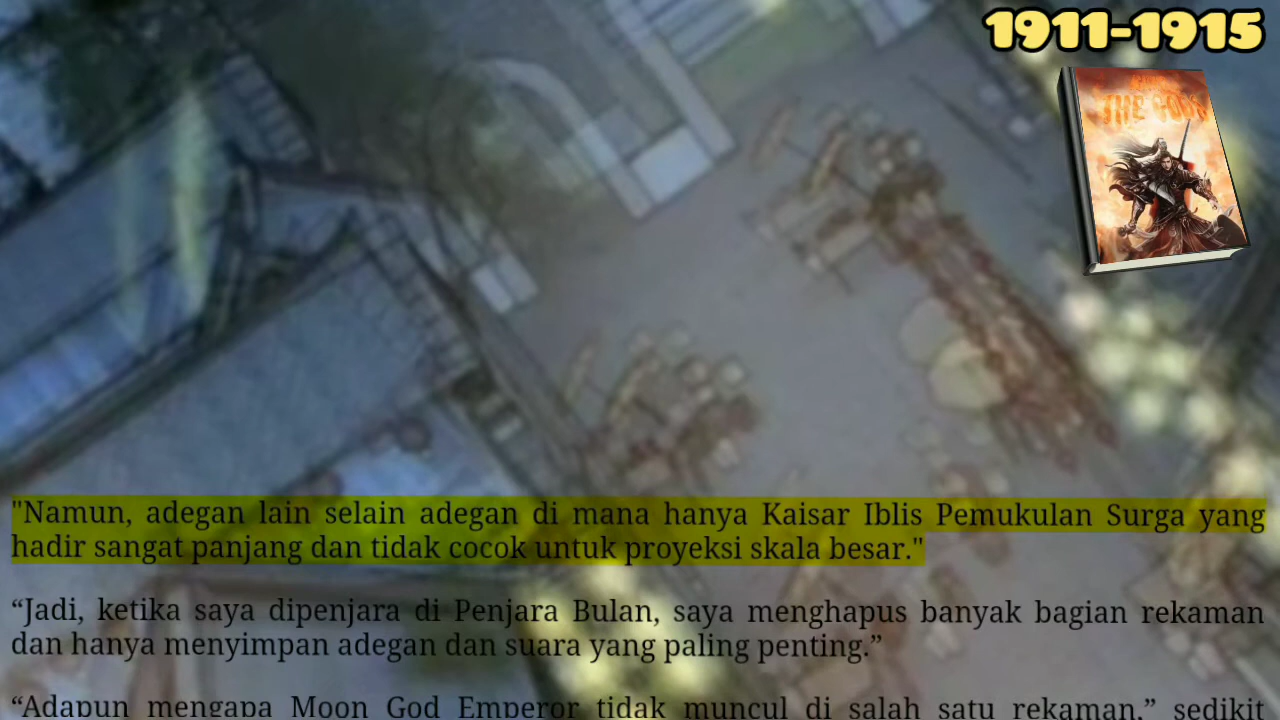 1911-1915
THE GODS
"Namun, adegan lain selain adegan di mana hanya Kaisar Iblis Pemukulan Surga yang
hadir sangat panjang dan tidak cocok untuk proyeksi skala besar."
“Jadi, ketika saya dipenjara di Penjara Bulan, saya menghapus banyak bagian rekaman
dan hanya menyimpan adegan dan suara yang paling penting.”
“Adapun mengapa Moon God Emperor tidak muncul di salah satu rekaman,” sedikit